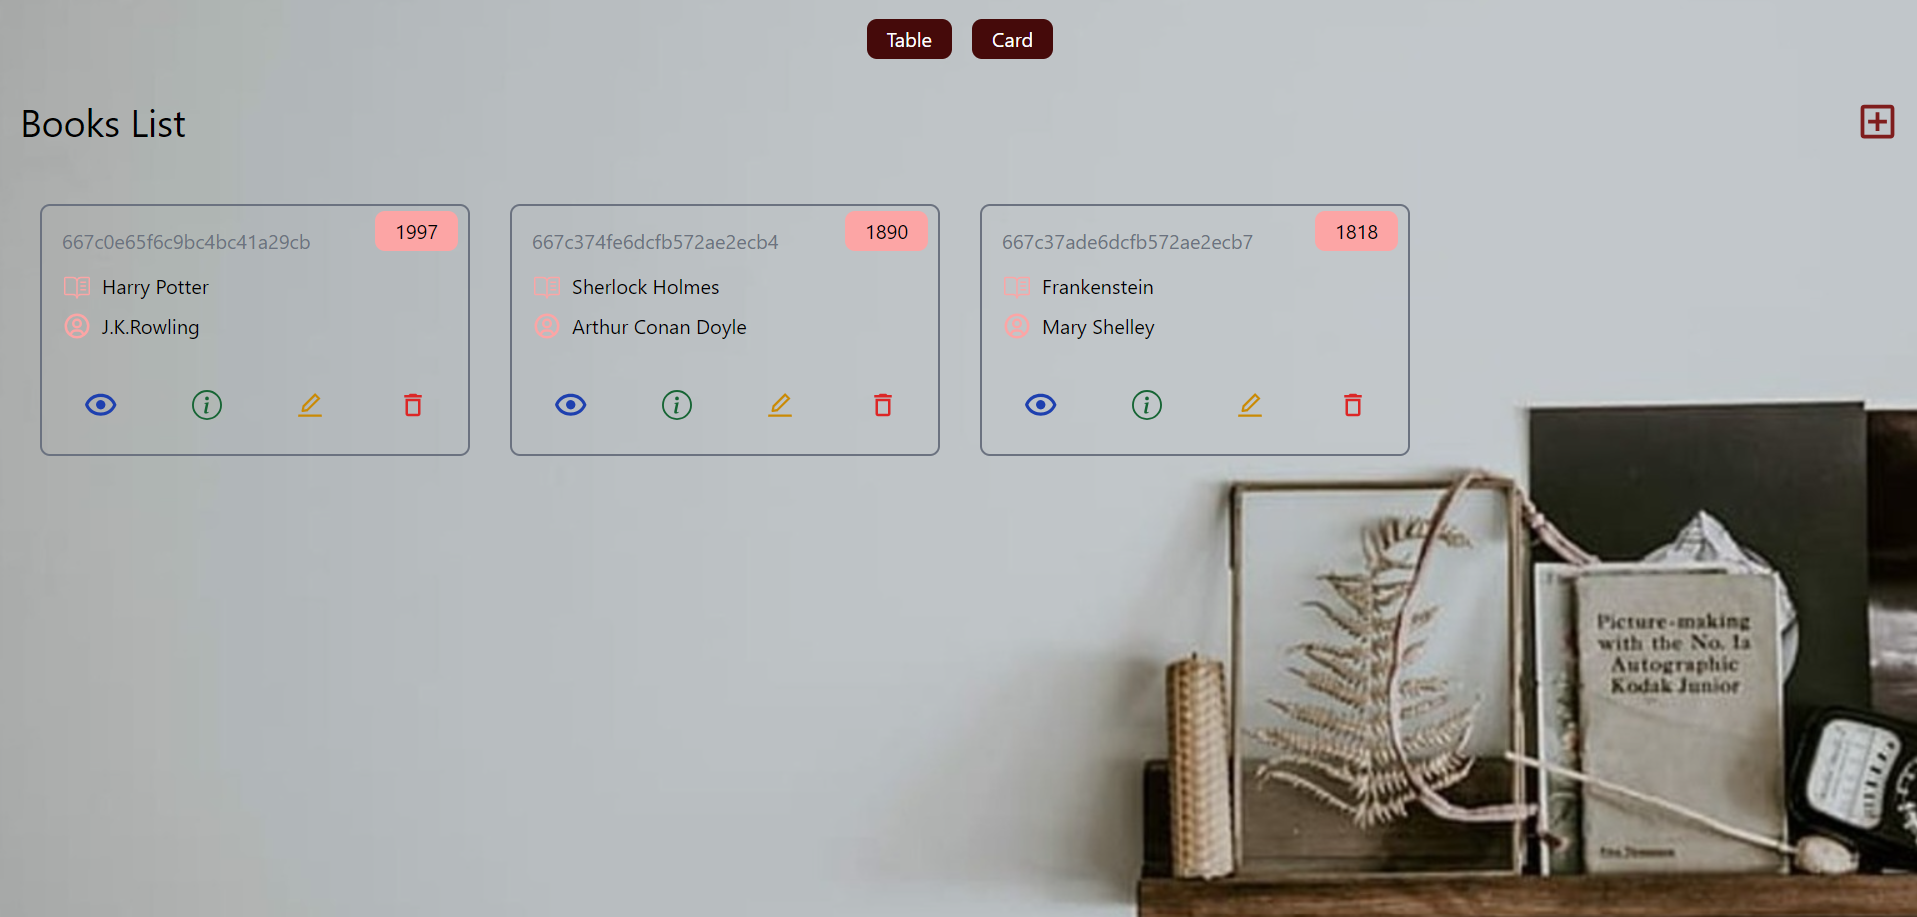 Table Card
Books List
667c0e65f6c9bc4bc41a29cb
1997
Harry Potter
J.K.Rowling
667c374fe6dcfb572ae2ecb4
1890
Sherlock Holmes
Arthur Conan Doyle
667c37ade6dcfb572ae2ecb7
1818
Frankenstein
Mary Shelley
Picture-making
with the No. 1a
Autographic
Kodak Junior